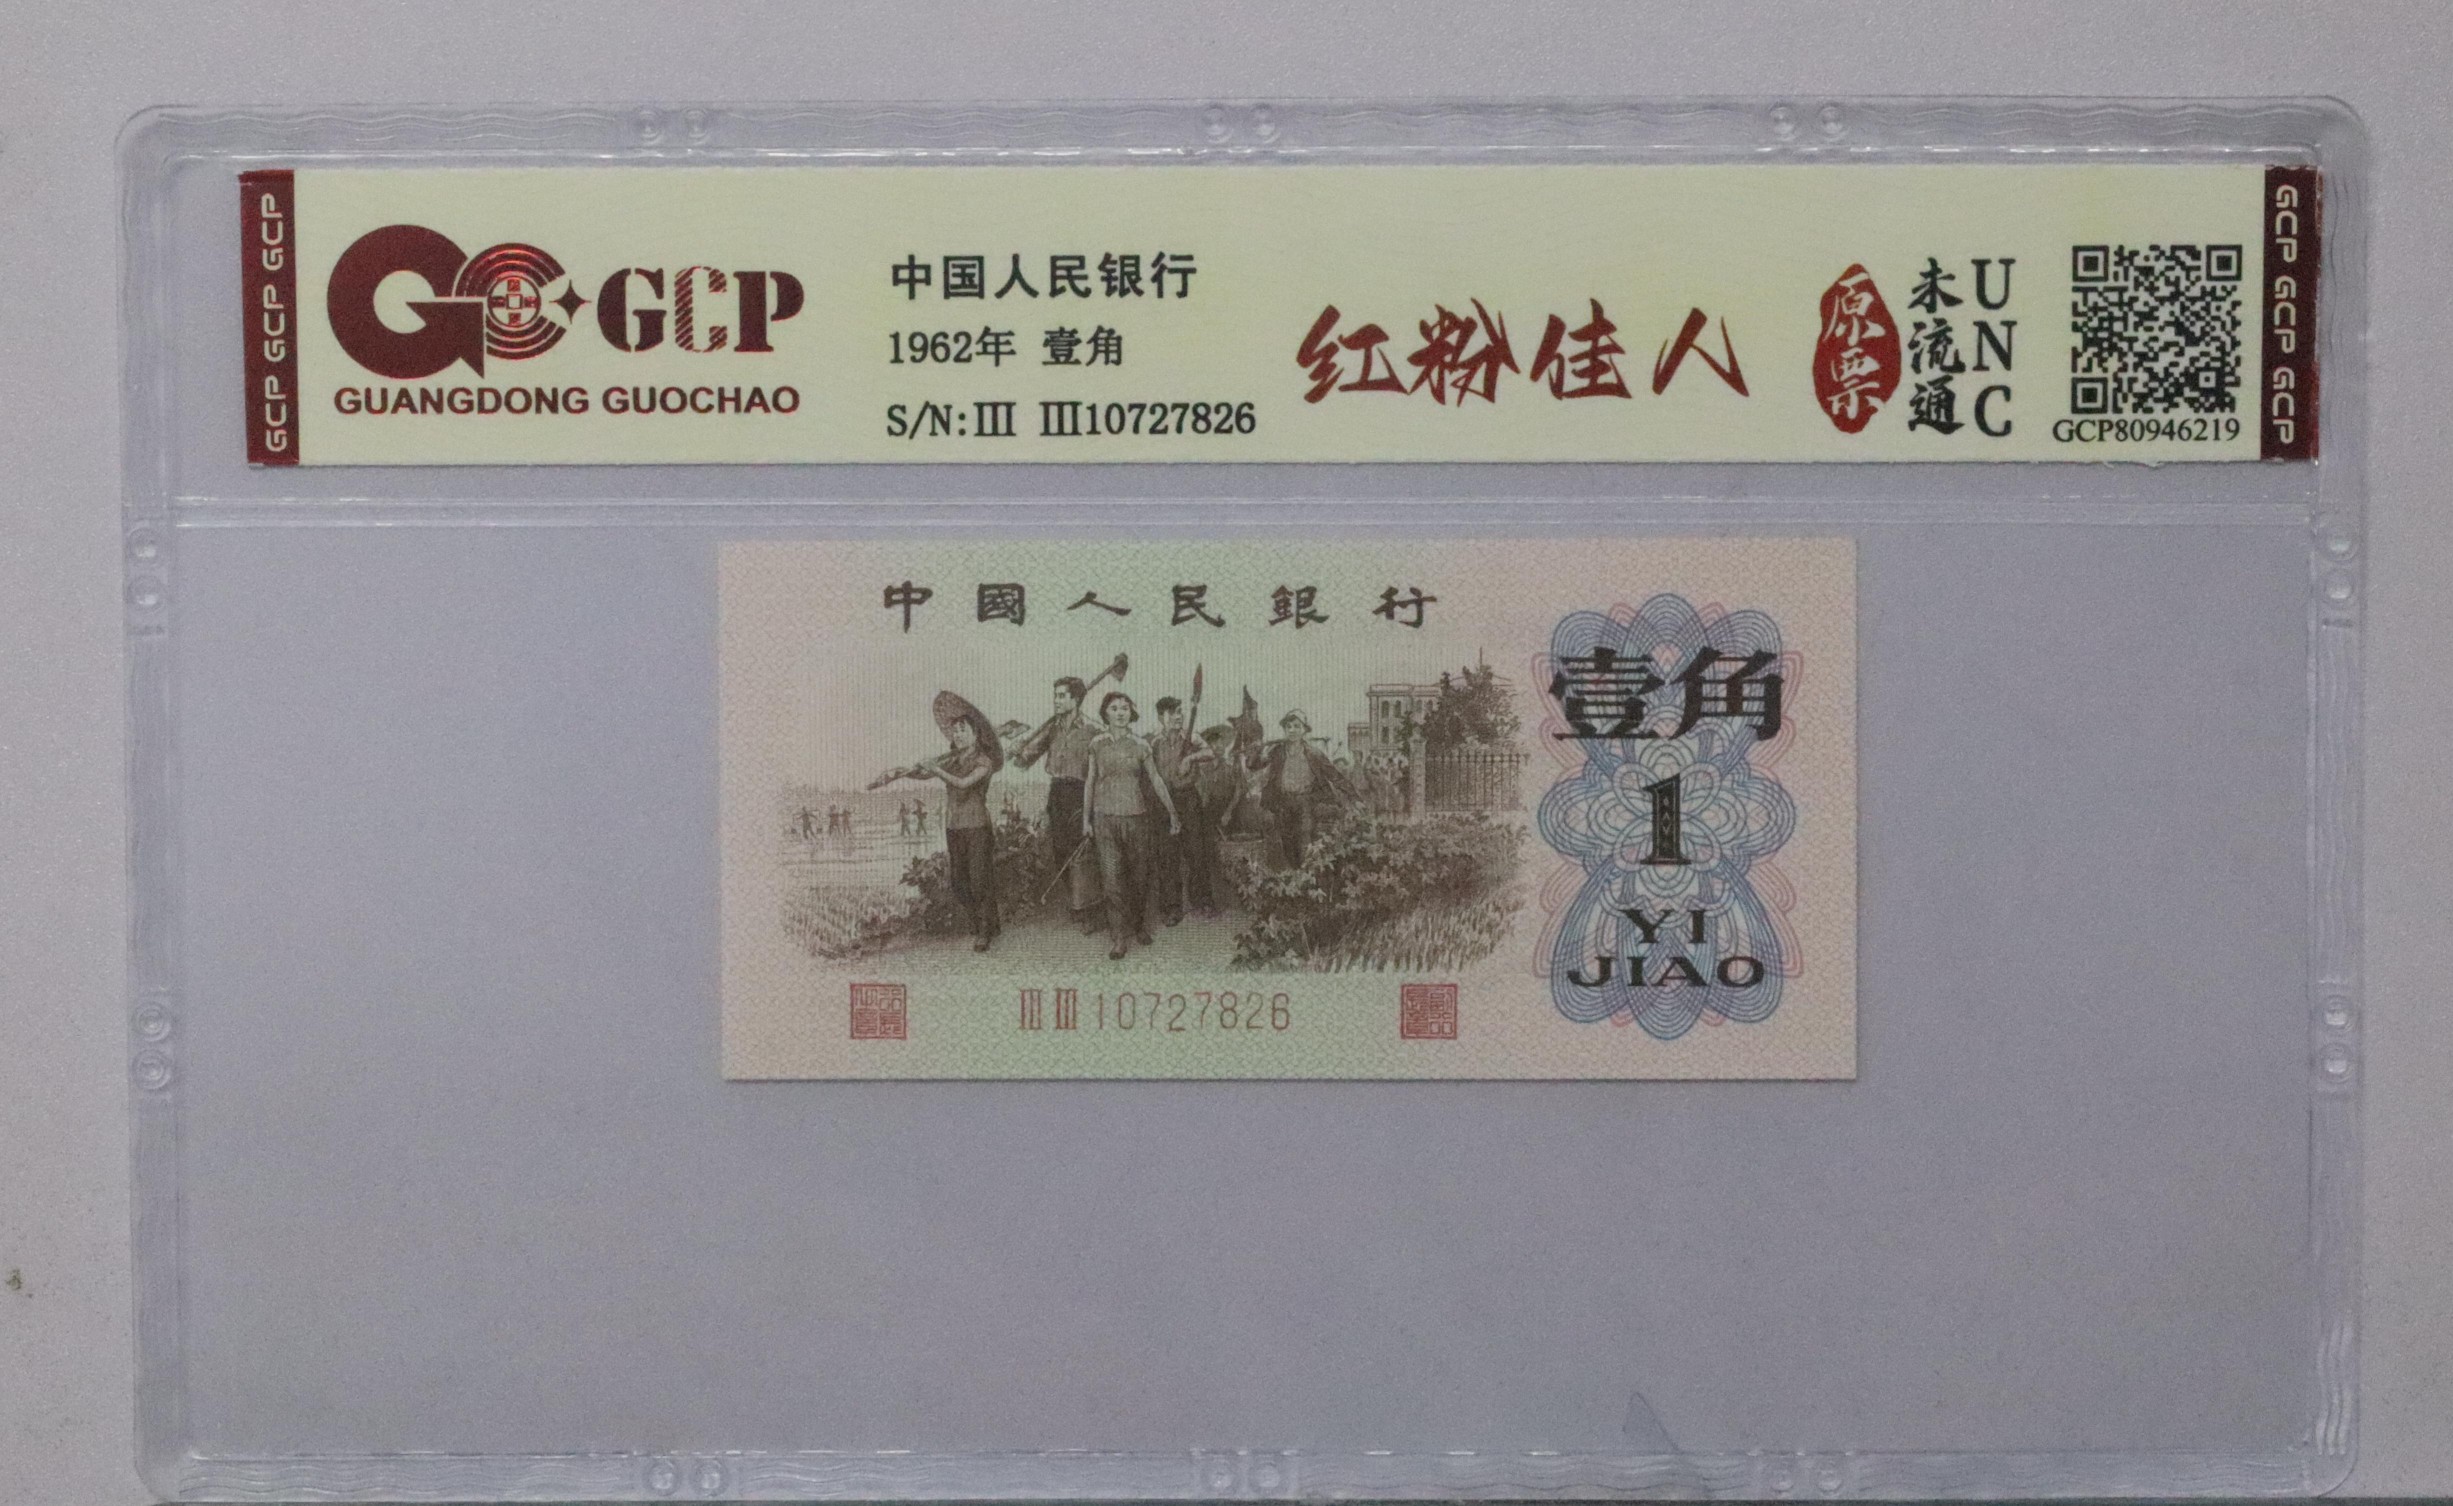 GCP GCP GCP
GCP
GUANGDONG GUOCHAO
中国人民银行
1962年 壹角
S/N:Ⅲ Ⅲ10727826
红粉佳人
原票
未流通
UNC
GCP80946219
GCP GCP GCP
中國人民銀行
壹角
1
YI
JIAO
ⅢⅢ10727826